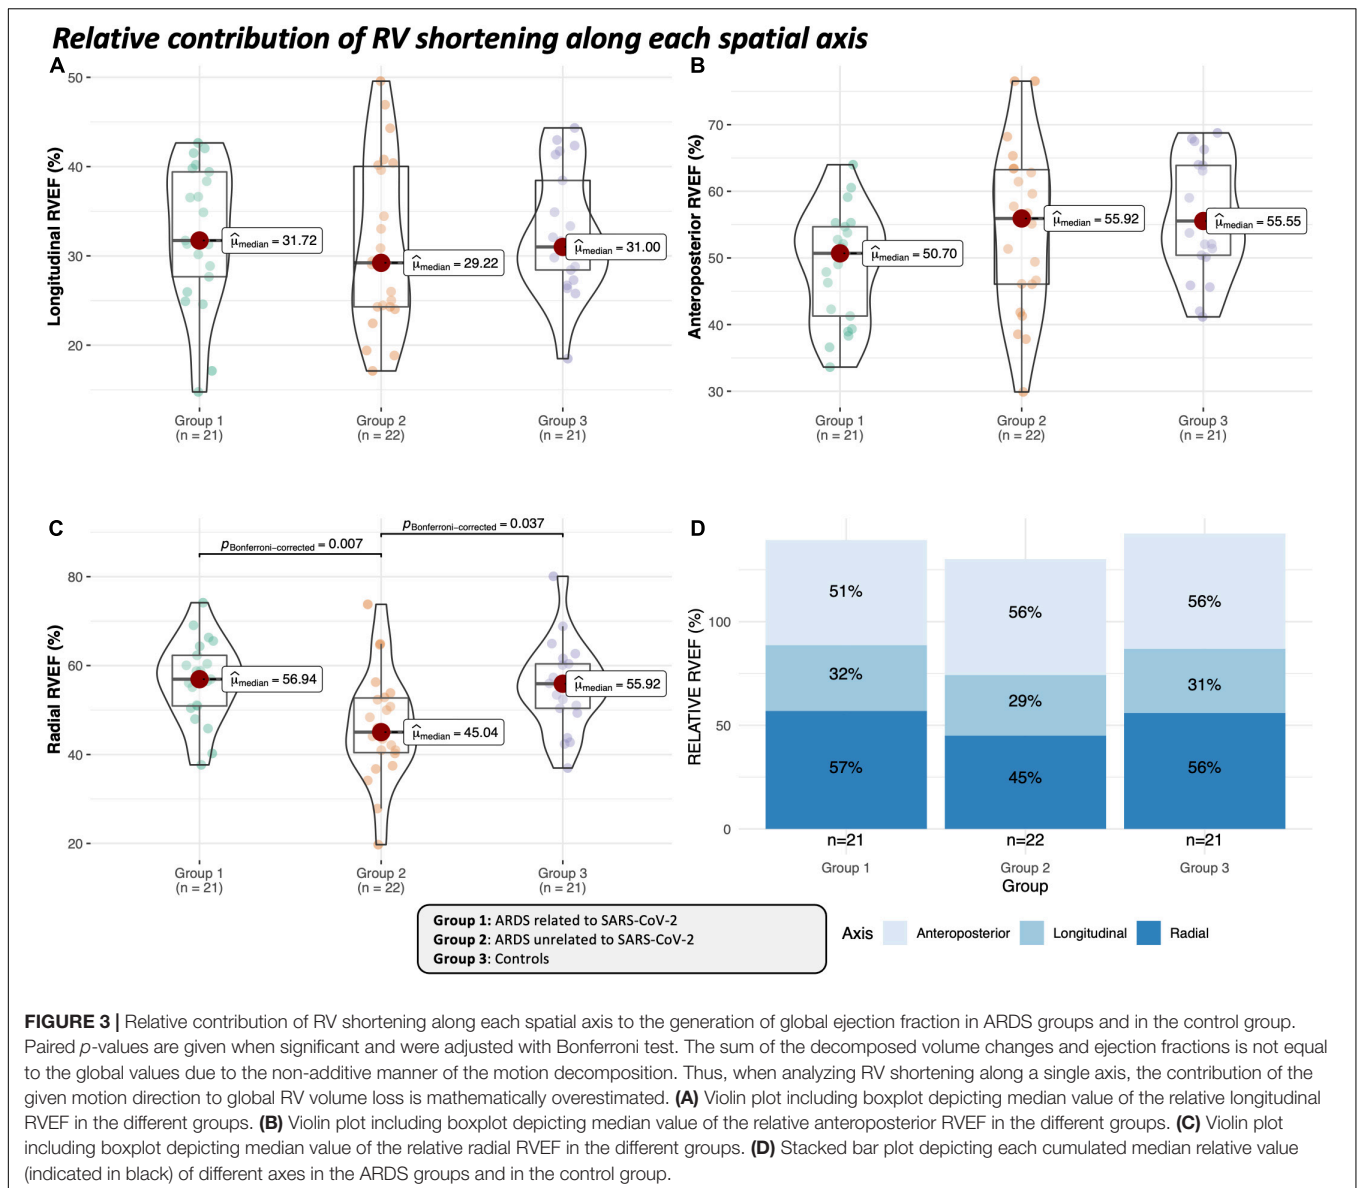 Relative contribution of RV shortening along each spatial axis
A
50
40
30
20
Longitudinal RVEF (%)
μ̂median = 31.72
μ̂median = 29.22
μ̂median = 31.00
Group 1
(n = 21)
Group 2
(n = 22)
Group 3
(n = 21)
B
70
60
50
40
30
Anteroposterior RVEF (%)
μ̂median = 50.70
μ̂median = 55.92
μ̂median = 55.55
Group 1
(n = 21)
Group 2
(n = 22)
Group 3
(n = 21)
C
pBonferroni−corrected = 0.007
pBonferroni−corrected = 0.037
80
60
40
20
Radial RVEF (%)
μ̂median = 56.94
μ̂median = 45.04
μ̂median = 55.92
Group 1
(n = 21)
Group 2
(n = 22)
Group 3
(n = 21)
D
100
50
0
RELATIVE RVEF (%)
51%
32%
57%
56%
29%
45%
56%
31%
56%
n=21
n=22
n=21
Group 1
Group 2
Group 3
Group
Axis
Anteroposterior
Longitudinal
Radial
Group 1: ARDS related to SARS-CoV-2
Group 2: ARDS unrelated to SARS-CoV-2
Group 3: Controls
FIGURE 3 | Relative contribution of RV shortening along each spatial axis to the generation of global ejection fraction in ARDS groups and in the control group.
Paired p-values are given when significant and were adjusted with Bonferroni test. The sum of the decomposed volume changes and ejection fractions is not equal
to the global values due to the non-additive manner of the motion decomposition. Thus, when analyzing RV shortening along a single axis, the contribution of the
given motion direction to global RV volume loss is mathematically overestimated. (A) Violin plot including boxplot depicting median value of the relative longitudinal
RVEF in the different groups. (B) Violin plot including boxplot depicting median value of the relative anteroposterior RVEF in the different groups. (C) Violin plot
including boxplot depicting median value of the relative radial RVEF in the different groups. (D) Stacked bar plot depicting each cumulated median relative value
(indicated in black) of different axes in the ARDS groups and in the control group.